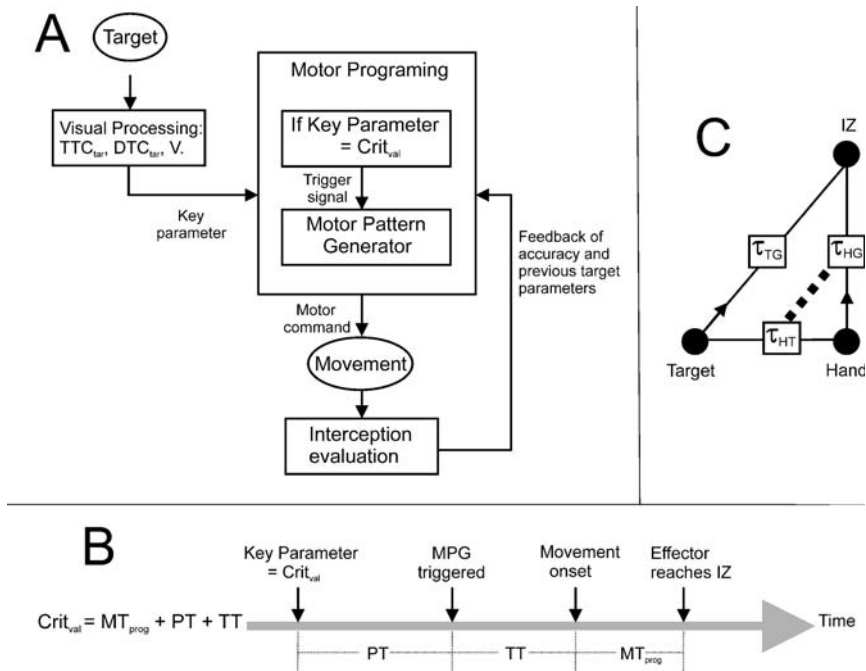 A
Target
Visual Processing:
TTCtar, DTCtar, V.
Key
parameter
Motor Programing
If Key Parameter
= Critval
Trigger
signal
Motor Pattern
Generator
Motor
command
Movement
Interception
evaluation
Feedback of
accuracy and
previous target
parameters
C
IZ
τTG
τHG
τHT
Target
Hand
B
Key Parameter
= Critval
MPG
triggered
Movement
onset
Effector
reaches IZ
Critval = MTprog + PT + TT
Time
PT
TT
MTprog